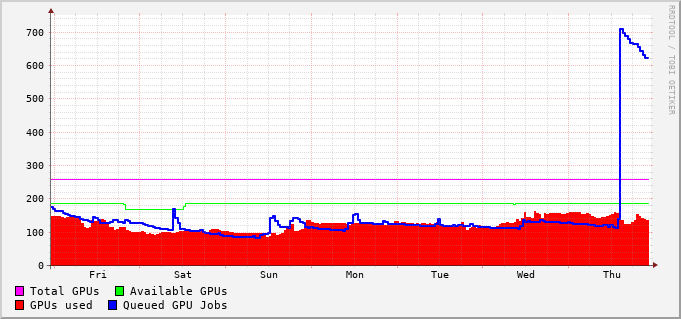 RRDTOOL / TOBI OETIKER
700
600
500
400
300
200
100
0
Fri Sat Sun Mon Tue Wed Thu
Total GPUs Available GPUs
GPUs used Queued GPU Jobs